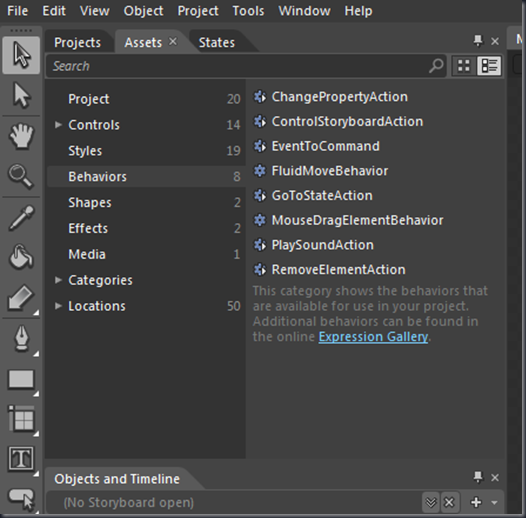 File Edit View Object Project Tools Window Help
Projects Assets × States
Search
Project 20
Controls 14
Styles 19
Behaviors 8
Shapes 2
Effects 2
Media 1
Categories
Locations 50
ChangePropertyAction
ControlStoryboardAction
EventToCommand
FluidMoveBehavior
GoToStateAction
MouseDragElementBehavior
PlaySoundAction
RemoveElementAction
This category shows the behaviors that
are available for use in your project.
Additional behaviors can be found in
the online Expression Gallery.
Objects and Timeline
(No Storyboard open)